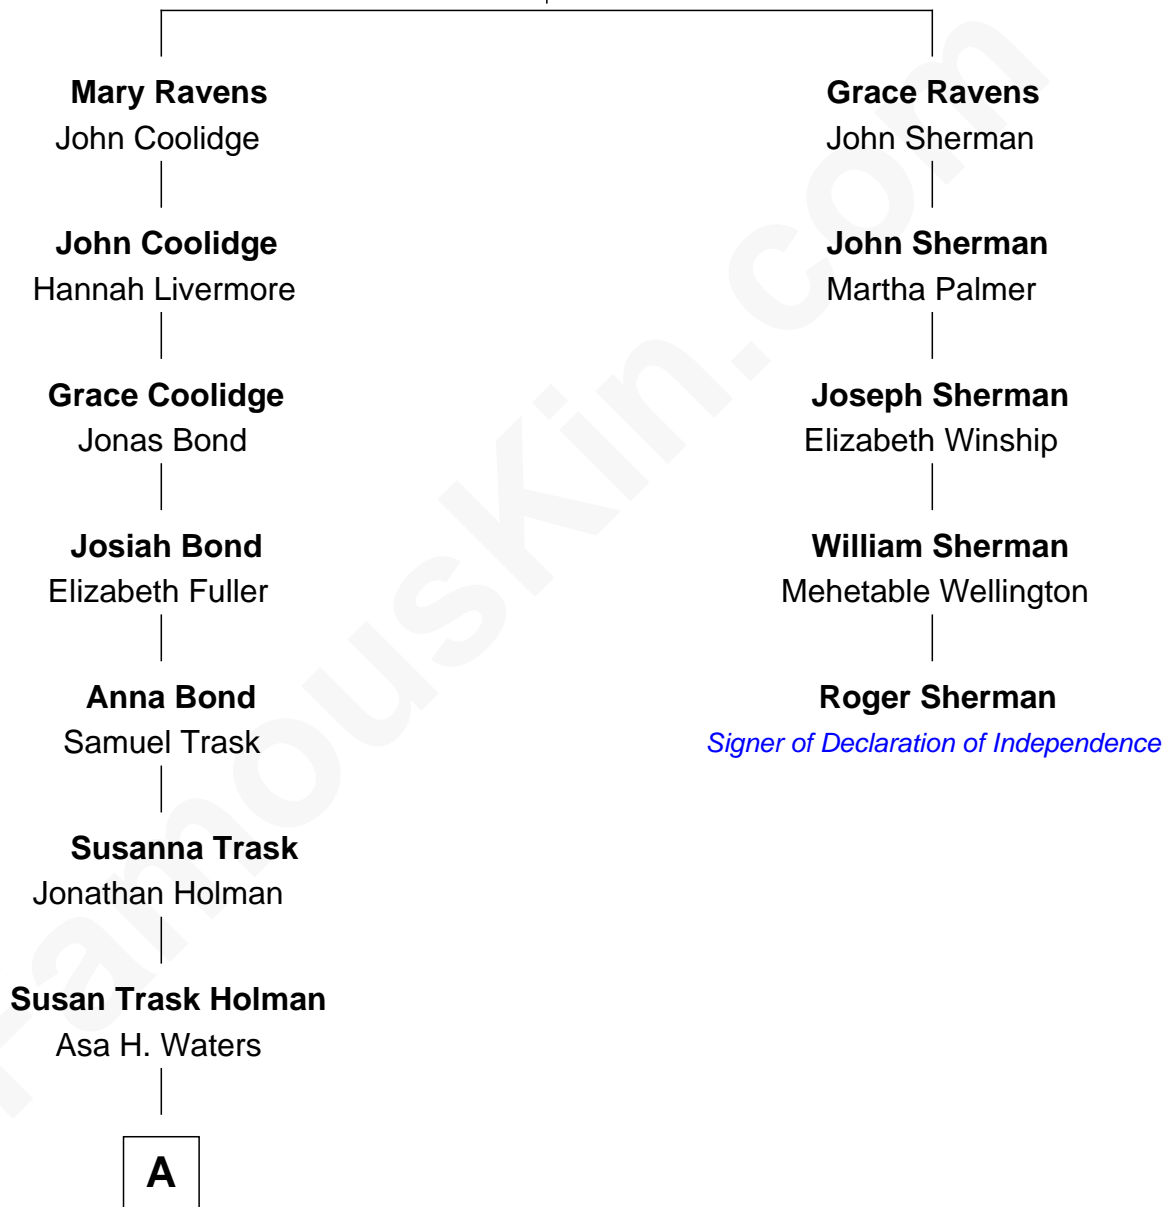 Mary Ravens
John Coolidge
Grace Ravens
John Sherman
John Coolidge
Hannah Livermore
John Sherman
Martha Palmer
Grace Coolidge
Jonas Bond
Joseph Sherman
Elizabeth Winship
Josiah Bond
Elizabeth Fuller
William Sherman
Mehetable Wellington
Anna Bond
Samuel Trask
Roger Sherman
Signer of Declaration of Independence
Susanna Trask
Jonathan Holman
Susan Trask Holman
Asa H. Waters
A
FamousKin.com